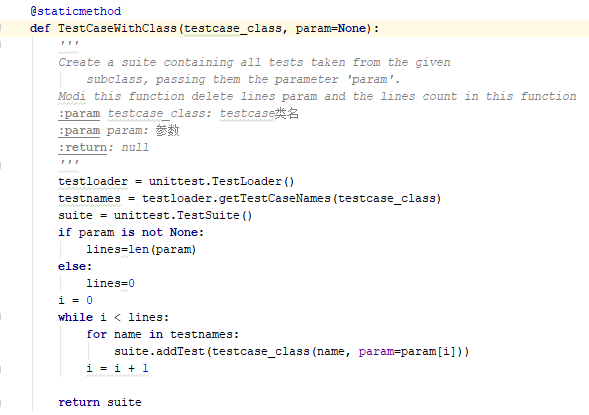 @staticmethod
def TestCaseWithClass(testcase_class, param=None):
'''
Create a suite containing all tests taken from the given
subclass, passing them the parameter 'param'.
Modi this function delete lines param and the lines count in this function
:param testcase_class: testcase类名
:param param: 参数
:return: null
'''
testloader = unittest.TestLoader()
testnames = testloader.getTestCaseNames(testcase_class)
suite = unittest.TestSuite()
if param is not None:
lines=len(param)
else:
lines=0
i = 0
while i < lines:
for name in testnames:
suite.addTest(testcase_class(name, param=param[i]))
i = i + 1
return suite